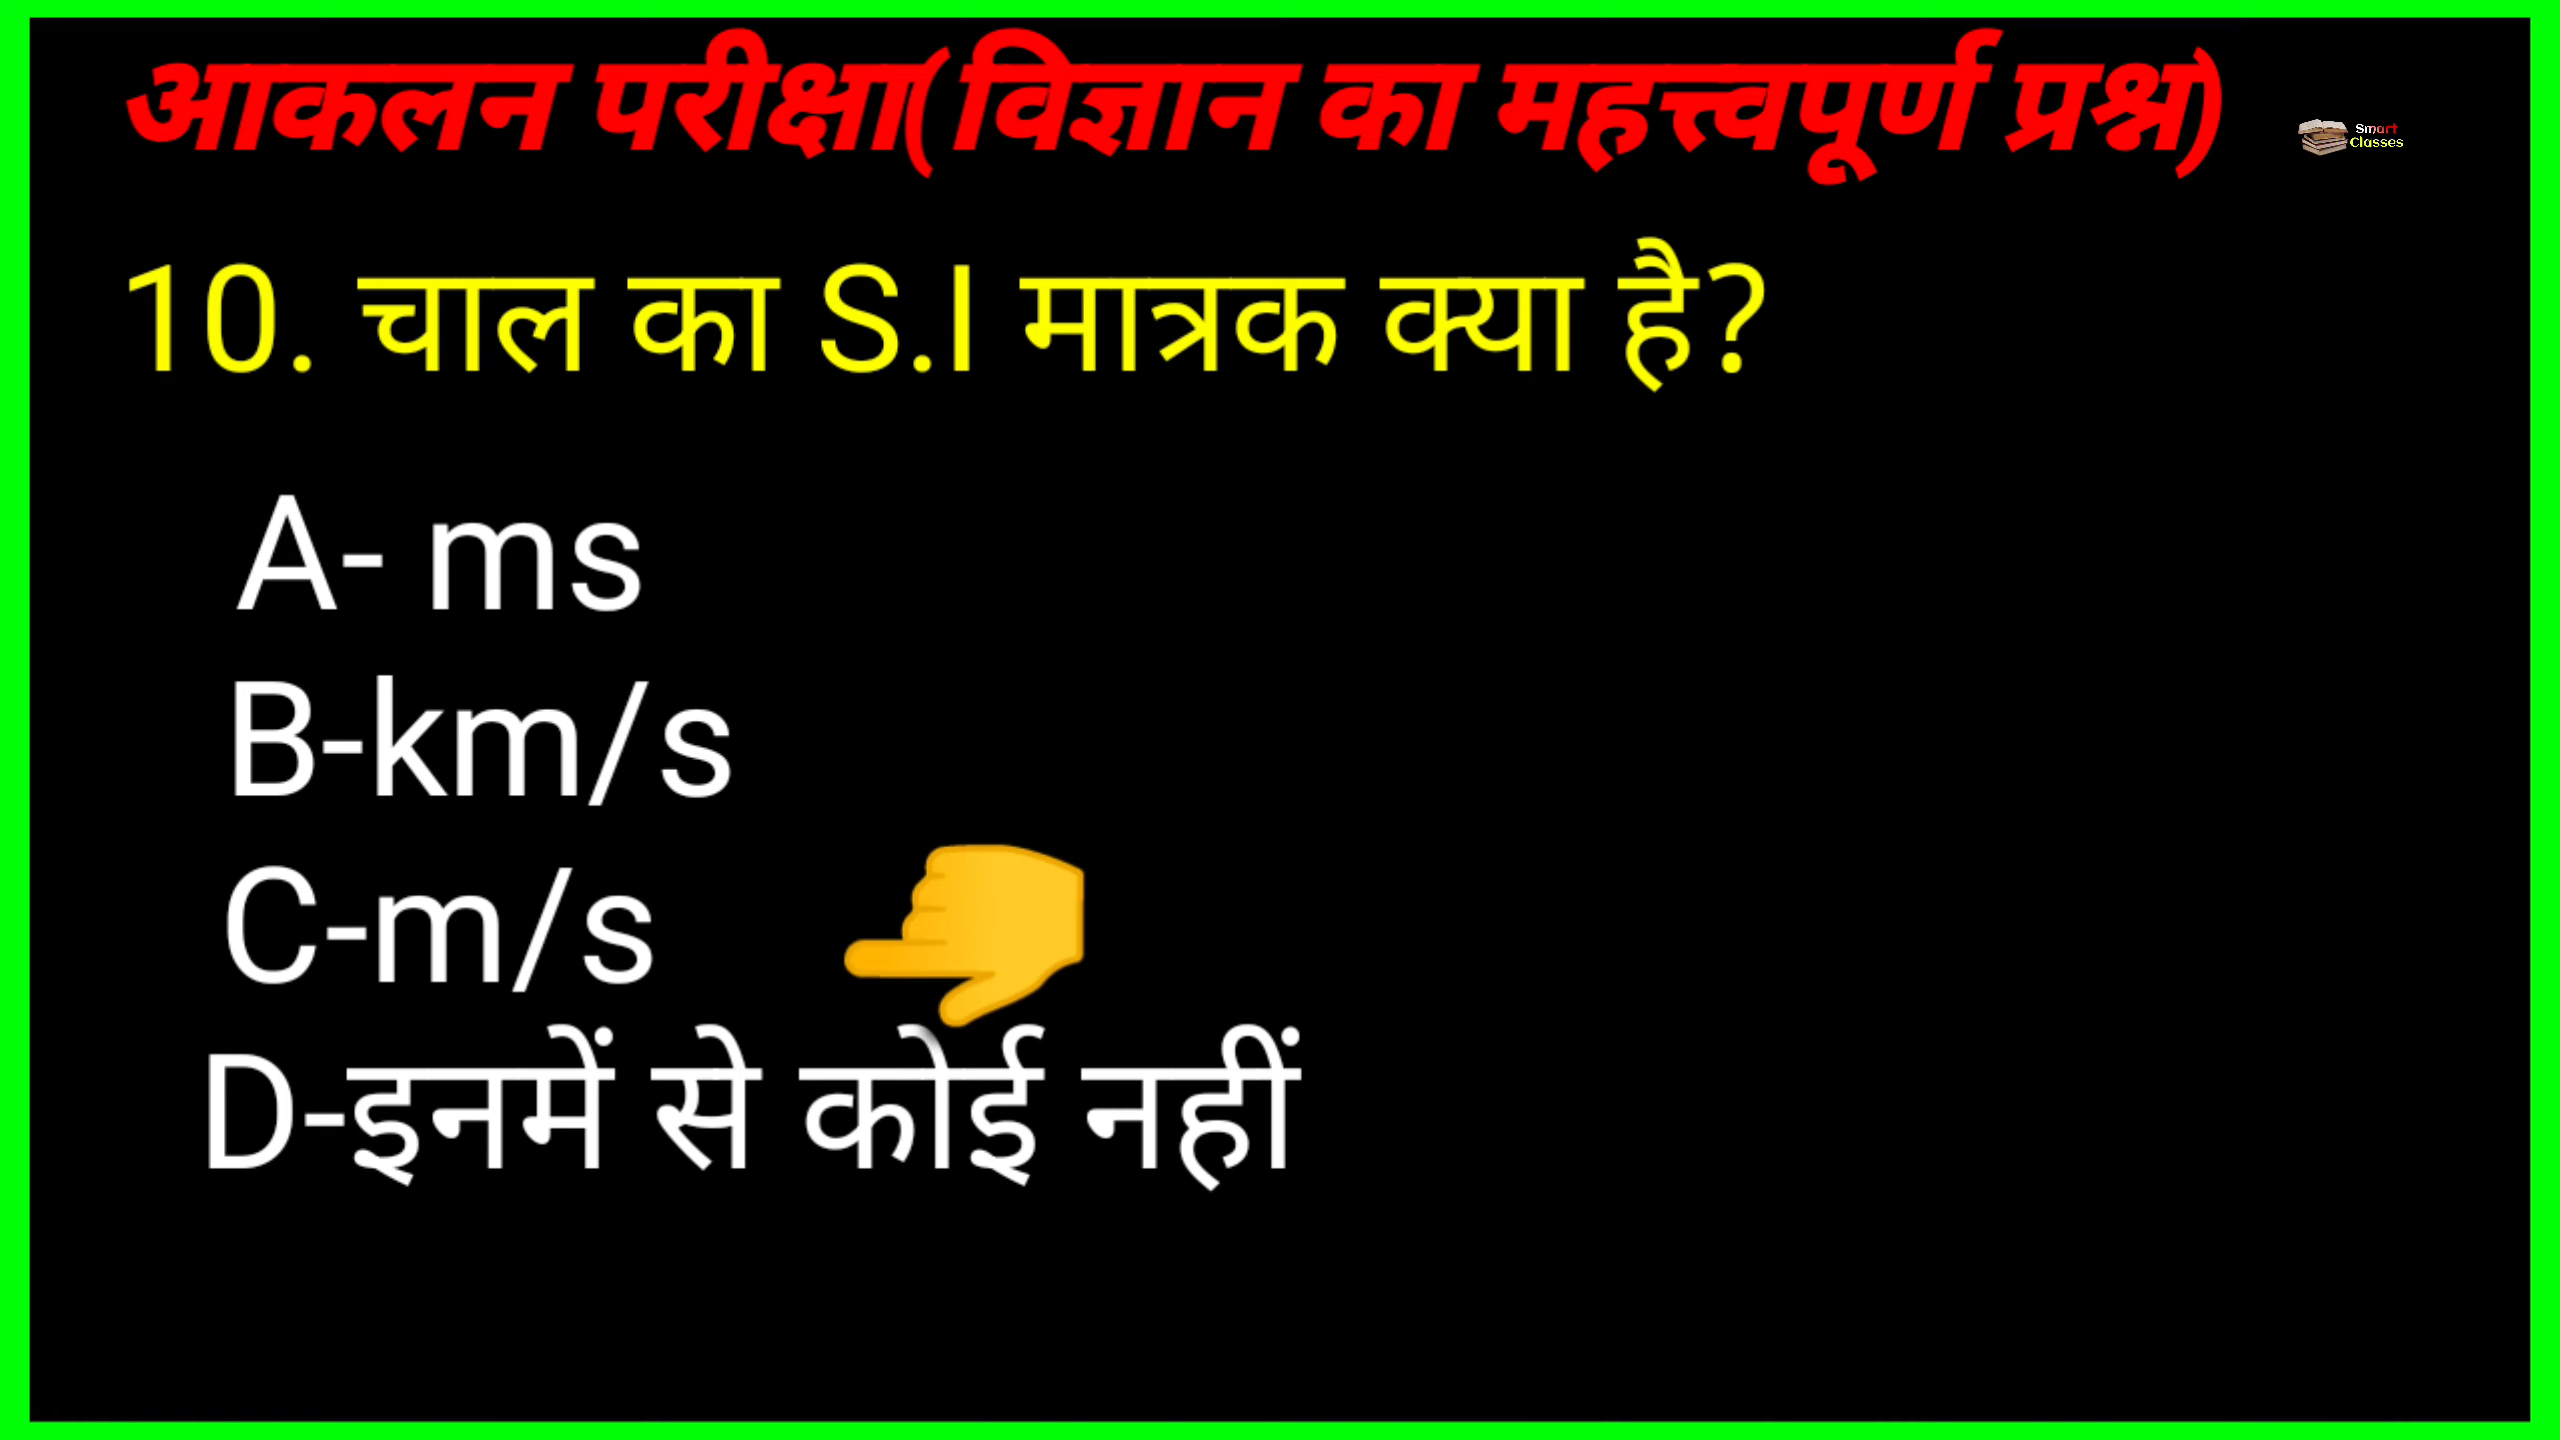 आकलन परीक्षा(विज्ञान का महत्त्वपूर्ण प्रश्न)
Smart
Classes
10. चाल का S.I मात्रक क्या है?
A- ms
B-km/s
C-m/s
D-इनमें से कोई नहीं